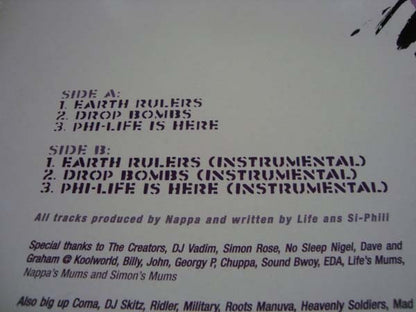 SIDE A:
1. EARTH RULERS
2. DROP BOMBS
3. PHI-LIFE IS HERE
SIDE B:
1. EARTH RULERS (INSTRUMENTAL)
2. DROP BOMBS (INSTRUMENTAL)
3. PHI-LIFE IS HERE (INSTRUMENTAL)
All tracks produced by Nappa and written by Life ans Si-Phili
Special thanks to The Creators, DJ Vadim, Simon Rose, No Sleep Nigel, Dave and
Graham @ Koolworld, Billy, John, Georgy P, Chuppa, Sound Bwoy, EDA, Life's Mums,
Nappa's Mums and Simon's Mums
Also big up Coma, DJ Skitz, Ridler, Military, Roots Manuva, Heavenly Soldiers, Mad